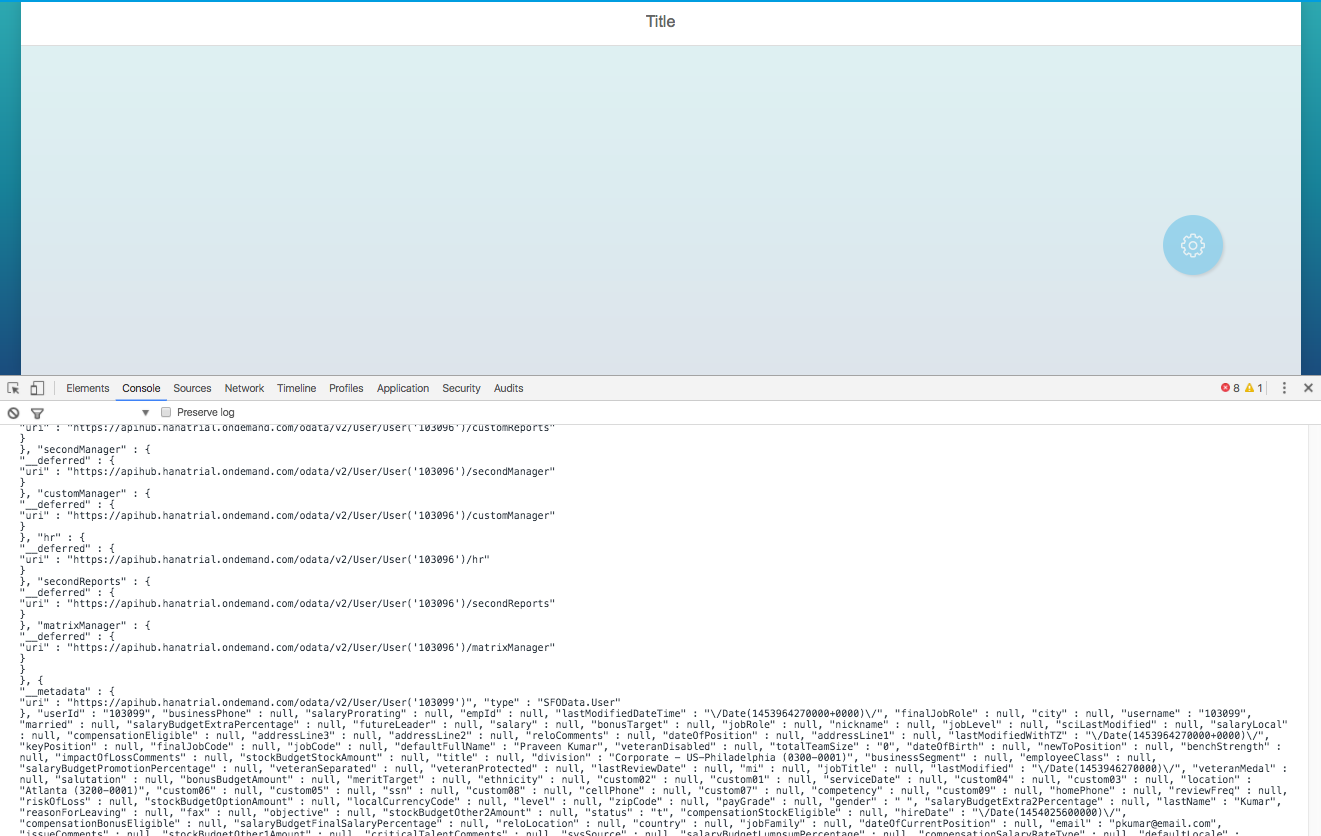 Title
Elements Console Sources Network Timeline Profiles Application Security Audits 8 1
Preserve log
"uri" : "https://apihub.hanatrial.ondemand.com/odata/v2/User/User('103096')/customReports"
}
}, "secondManager" : {
"__deferred" : {
"uri" : "https://apihub.hanatrial.ondemand.com/odata/v2/User/User('103096')/secondManager"
}
}, "customManager" : {
"__deferred" : {
"uri" : "https://apihub.hanatrial.ondemand.com/odata/v2/User/User('103096')/customManager"
}
}, "hr" : {
"__deferred" : {
"uri" : "https://apihub.hanatrial.ondemand.com/odata/v2/User/User('103096')/hr"
}
}, "secondReports" : {
"__deferred" : {
"uri" : "https://apihub.hanatrial.ondemand.com/odata/v2/User/User('103096')/secondReports"
}
}, "matrixManager" : {
"__deferred" : {
"uri" : "https://apihub.hanatrial.ondemand.com/odata/v2/User/User('103096')/matrixManager"
}
}
}, {
"__metadata" : {
"uri" : "https://apihub.hanatrial.ondemand.com/odata/v2/User/User('103099')", "type" : "SFOData.User"
}, "userId" : "103099", "businessPhone" : null, "salaryProrating" : null, "empId" : null, "lastModifiedDateTime" : "\/Date(1453964270000+0000)\/", "finalJobRole" : null, "city" : null, "username" : "103099",
"married" : null, "salaryBudgetExtraPercentage" : null, "futureLeader" : null, "salary" : null, "bonusTarget" : null, "jobRole" : null, "nickname" : null, "jobLevel" : null, "sciLastModified" : null, "salaryLocal"
: null, "compensationEligible" : null, "addressLine3" : null, "addressLine2" : null, "reloComments" : null, "dateOfPosition" : null, "addressLine1" : null, "lastModifiedWithTZ" : "\/Date(1453964270000+0000)\/",
"keyPosition" : null, "finalJobCode" : null, "jobCode" : null, "defaultFullName" : "Praveen Kumar", "veteranDisabled" : null, "totalTeamSize" : "0", "dateOfBirth" : null, "newToPosition" : null, "benchStrength" :
null, "impactOfLossComments" : null, "stockBudgetStockAmount" : null, "title" : null, "division" : "Corporate – US-Philadelphia (0300-0001)", "businessSegment" : null, "employeeClass" : null,
"salaryBudgetPromotionPercentage" : null, "veteranSeparated" : null, "veteranProtected" : null, "lastReviewDate" : null, "mi" : null, "jobTitle" : null, "lastModified" : "\/Date(1453946270000)\/", "veteranMedal" :
null, "salutation" : null, "bonusBudgetAmount" : null, "meritTarget" : null, "ethnicity" : null, "custom02" : null, "custom01" : null, "serviceDate" : null, "custom04" : null, "custom03" : null, "location" :
"Atlanta (3200-0001)", "custom06" : null, "custom05" : null, "ssn" : null, "custom08" : null, "cellPhone" : null, "custom07" : null, "competency" : null, "custom09" : null, "homePhone" : null, "reviewFreq" : null,
"riskOfLoss" : null, "stockBudgetOptionAmount" : null, "localCurrencyCode" : null, "level" : null, "zipCode" : null, "payGrade" : null, "gender" : " ", "salaryBudgetExtra2Percentage" : null, "lastName" : "Kumar",
"reasonForLeaving" : null, "fax" : null, "objective" : null, "stockBudgetOther2Amount" : null, "status" : "t", "compensationStockEligible" : null, "hireDate" : "\/Date(1454025600000)\/",
"compensationBonusEligible" : null, "salaryBudgetFinalSalaryPercentage" : null, "reloLocation" : null, "country" : null, "jobFamily" : null, "dateOfCurrentPosition" : null, "email" : "pkumar@email.com",
"issueComments" : null, "stockBudgetOther1Amount" : null, "criticalTalentComments" : null, "sysSource" : null, "salaryBudgetLumpsumPercentage" : null, "compensationSalaryRateType" : null, "defaultLocale" :